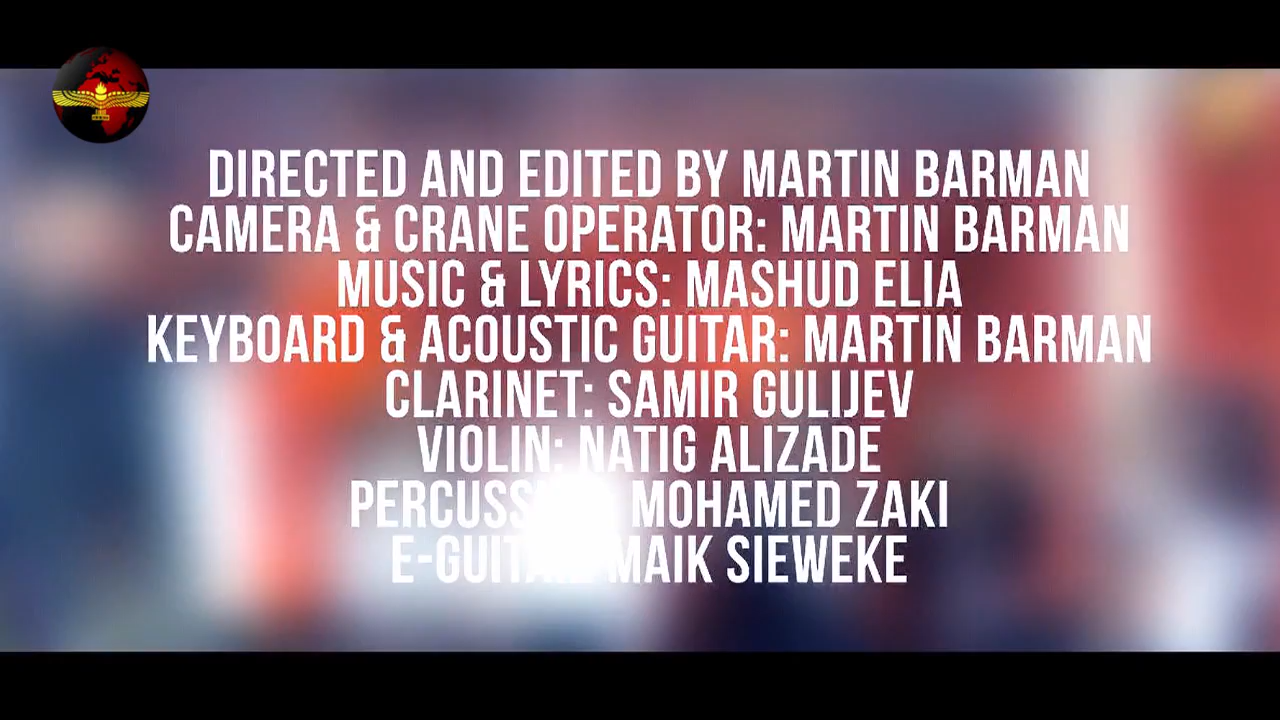 DIRECTED AND EDITED BY MARTIN BARMAN
CAMERA & CRANE OPERATOR: MARTIN BARMAN
MUSIC & LYRICS: MASHUD ELIA
KEYBOARD & ACOUSTIC GUITAR: MARTIN BARMAN
CLARINET: SAMIR GULIJEV
VIOLIN: NATIG ALIZADE
MOHAMED ZAKI
MAIK SIEWEKE